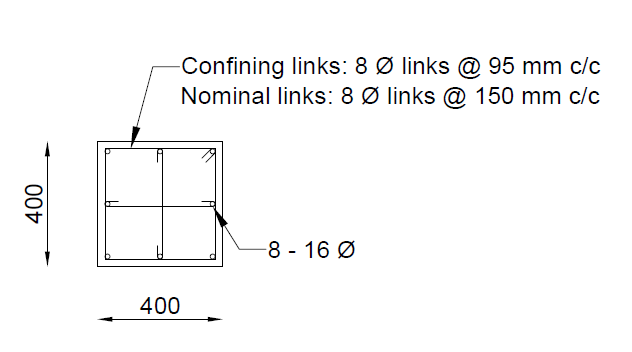 Confining links: 8 Ø links @ 95 mm c/c
Nominal links: 8 Ø links @ 150 mm c/c
400
8 - 16 Ø
400